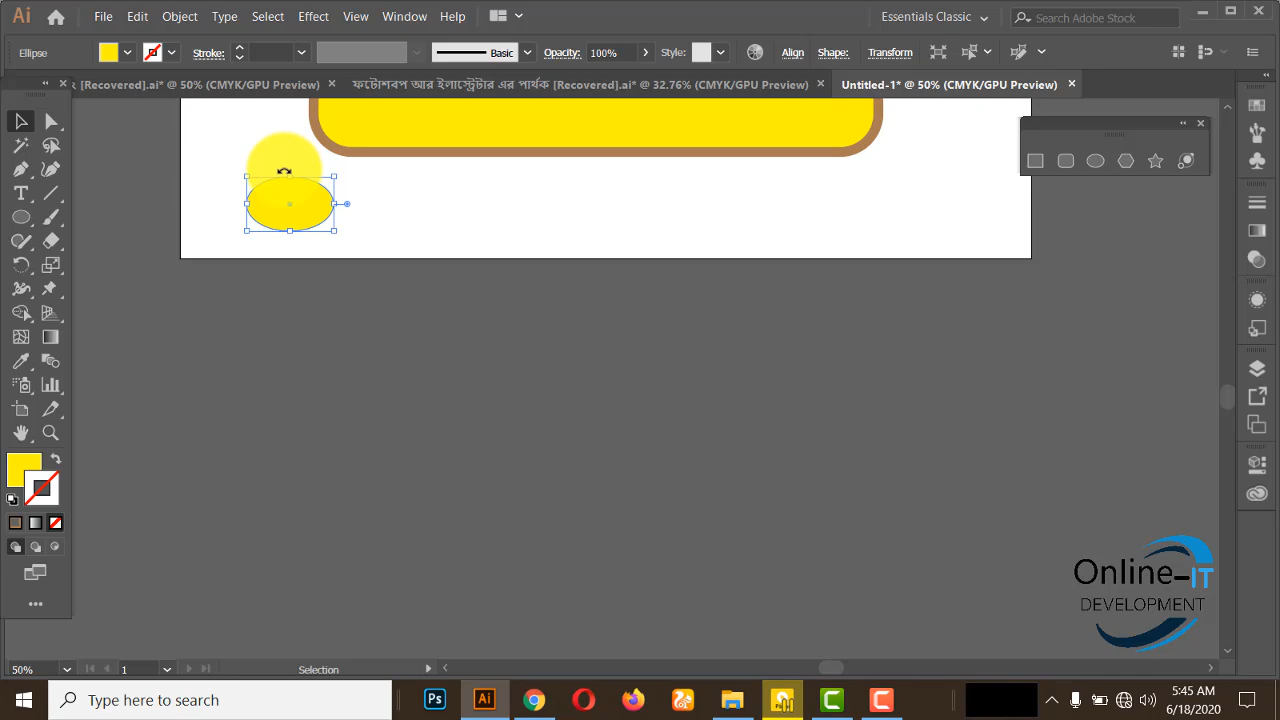 Ai File Edit Object Type Select Effect View Window Help Essentials Classic Search Adobe Stock
Ellipse Stroke: Basic Opacity: 100% Style: Align Shape: Transform
[Recovered].ai* @ 50% (CMYK/GPU Preview) ফটোশবপ আর ইলাস্ট্রেটার এর পার্থক [Recovered].ai* @ 32.76% (CMYK/GPU Preview) Untitled-1* @ 50% (CMYK/GPU Preview)
Online-IT
DEVELOPMENT
50% 1 Selection
Type here to search Ps Ai 5:45 AM
6/18/2020